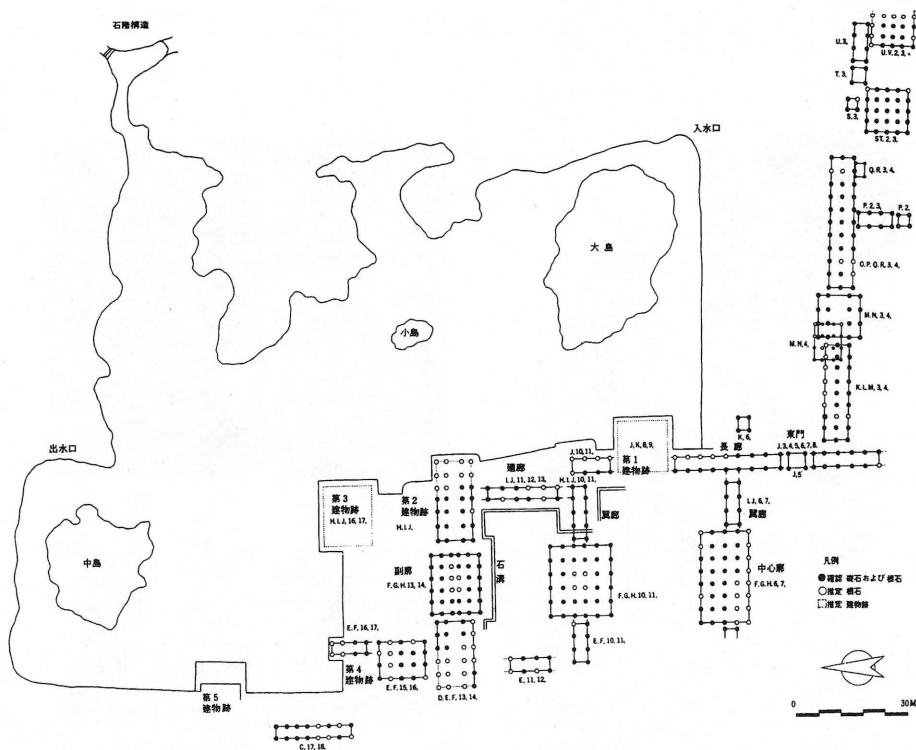 石階構造
U.3,
U.V.2,3,
T.3,
S.3,
ST.2,3,
入水口
Q.R.3,4,
P.2,3,
P.2,
大島
O.P.Q.R.3,4,
小島
M.N,3,4,
M.N,4,
K.L.M,3,4,
出水口
K,6,
東門
長廊
J.3,4,5,6,7,8,
J,5
J,K,8,9,
第1
建物跡
J,10,11,
廻廊
I.J,11,12,13,
H.I.J,10,11,
翼廊
I.J,6,7,
翼廊
第2
建物跡
H.I.J,
第3
建物跡
H.I.J,16,17,
中島
副廊
F.G.H.13,14,
石溝
F.G.H.10,11,
中心廊
F.G.H.6,7,
凡例
確認 礎石および根石
推定 根石
推定 建物跡
E.F,16,17,
第4
建物跡
E.F.15,16,
D.E.F,13,14,
E,11,12,
E.F,10,11,
第5
建物跡
C,17,18,
0
30M